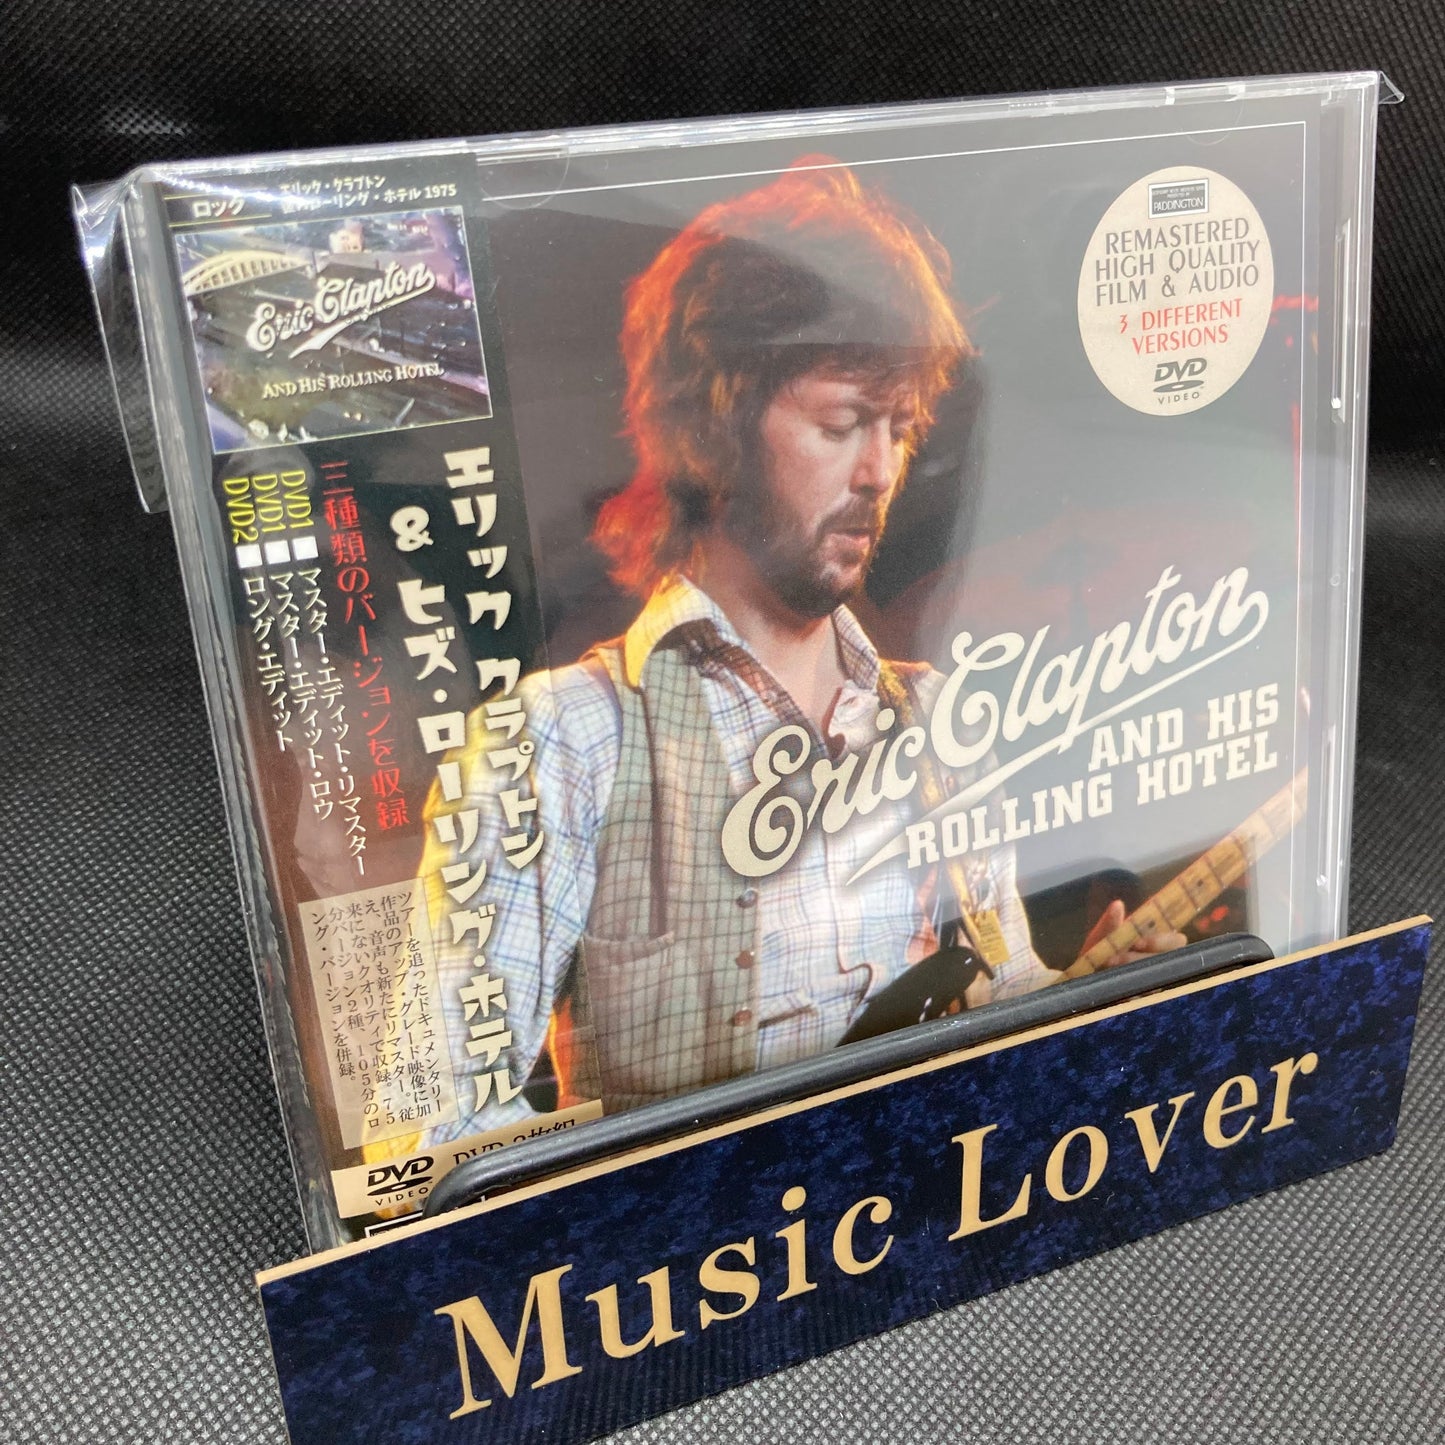 ロック
エリック・クラプトン
ローリング・ホテル 1975
Eric Clapton
AND HIS ROLLING HOTEL
エリック クラプトン
& ヒズ・ローリング・ホテル
三種類のバージョンを収録
DVD1■マスター・エディット・リマスター
DVD1■マスター・エディット・ロウ
DVD2■ロング・エディット
ツアーを追ったドキュメンタリー
作品のアップ・グレード映像に加
え、音声も新たにリマスター。従
来にないクオリティで収録。75
分バージョン2種、105分のロ
ング・バージョンを併録。
DVD
VIDEO
DVD 2枚組
PADDINGTON
REMASTERED
HIGH QUALITY
FILM & AUDIO
3 DIFFERENT
VERSIONS
DVD
VIDEO
Eric Clapton
AND HIS
ROLLING HOTEL
Music Lover